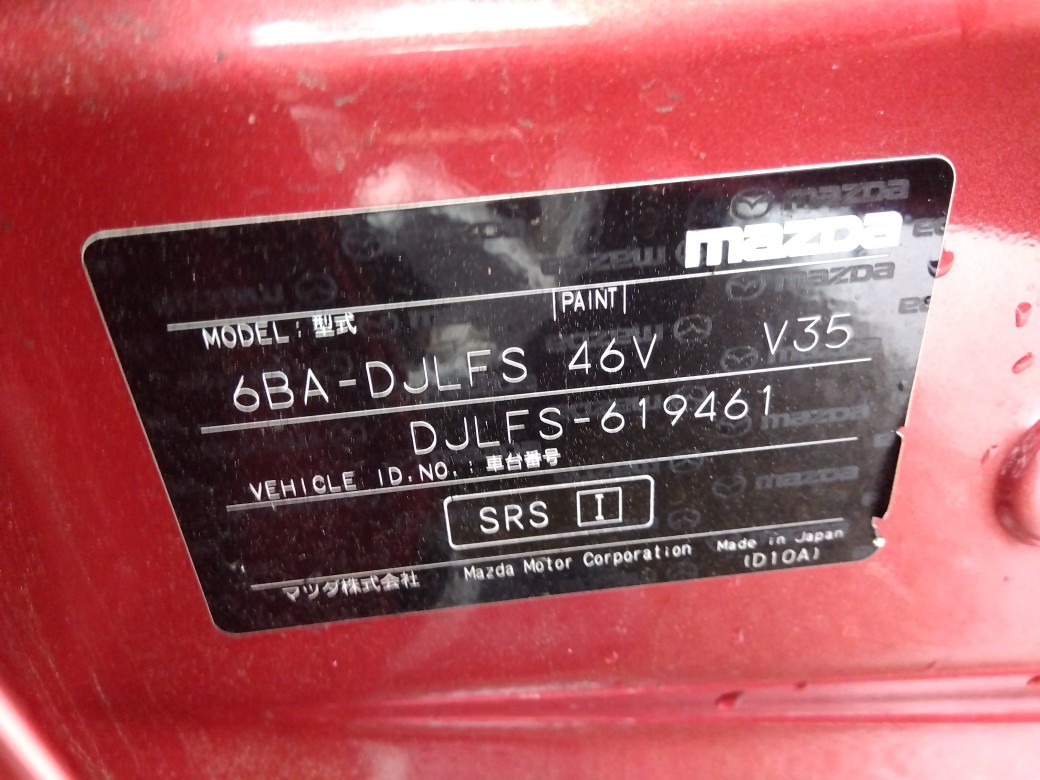 mazda
PAINT
MODEL: 型式
6BA-DJLFS 46V V35
DJLFS-619461
VEHICLE ID.NO.: 車台番号
SRS I
マツダ株式会社 Mazda Motor Corporation Made in Japan
(D10A)